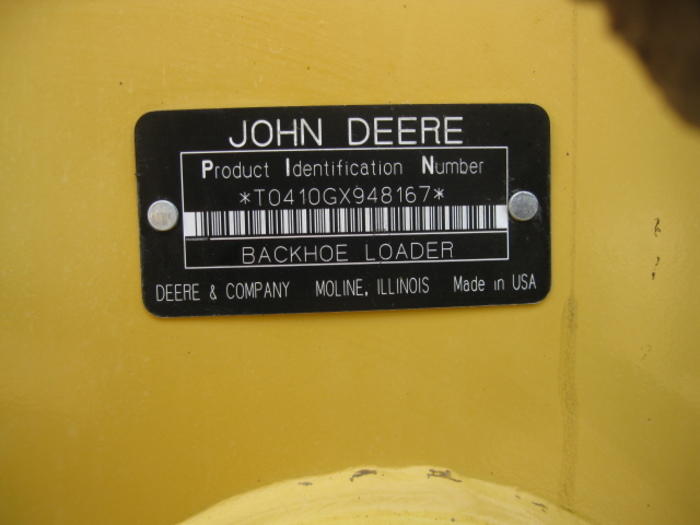 JOHN DEERE
Product Identification Number
*T0410GX948167*
BACKHOE LOADER
DEERE & COMPANY MOLINE, ILLINOIS Made in USA